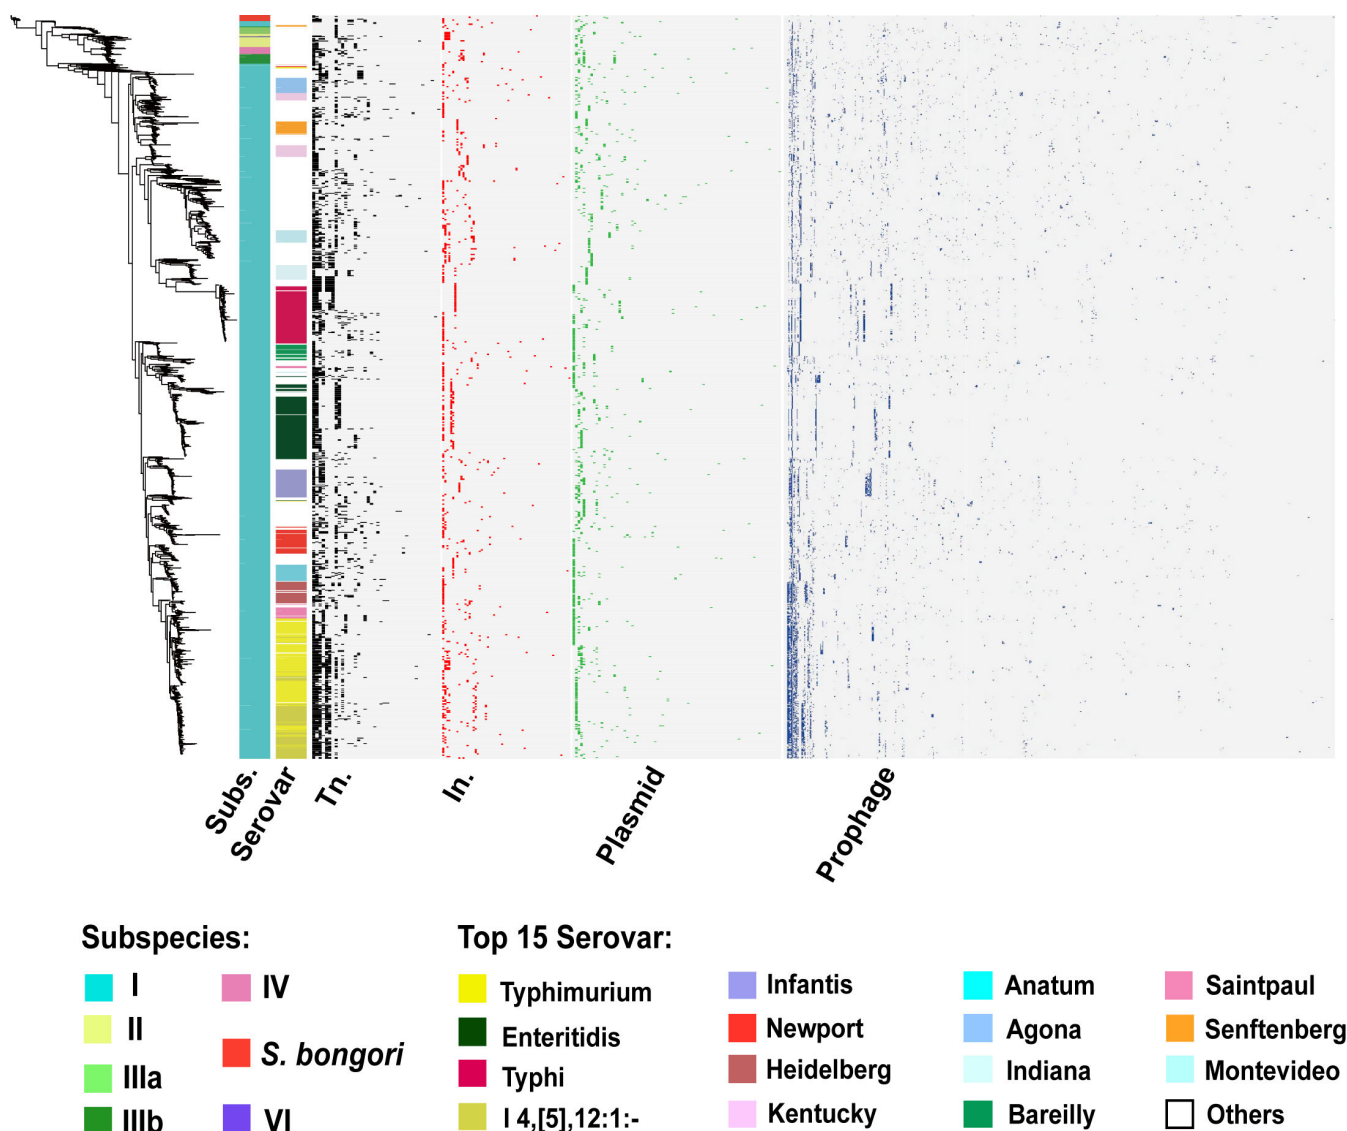 Subs.
Serovar
Tn.
In.
Plasmid
Prophage
Subspecies:
I
II
IIIa
IIIb
IV
S. bongori
VI
Top 15 Serovar:
Typhimurium
Enteritidis
Typhi
I 4,[5],12:1:-
Infantis
Newport
Heidelberg
Kentucky
Anatum
Agona
Indiana
Bareilly
Saintpaul
Senftenberg
Montevideo
Others